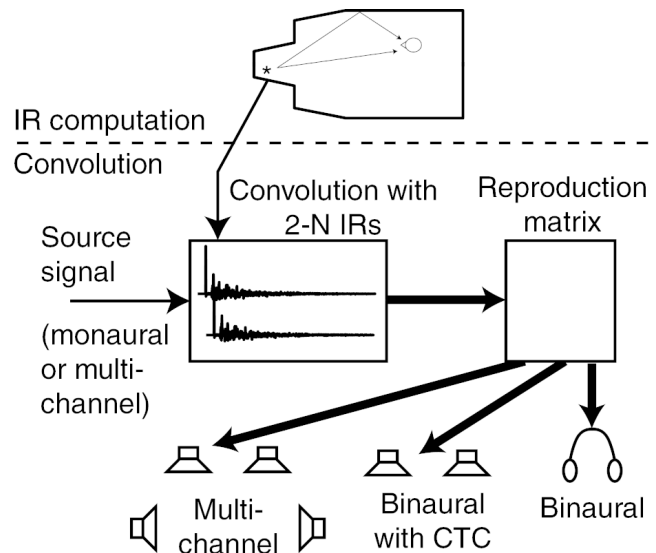 *
IR computation
Convolution
Convolution with
2-N IRs
Reproduction
matrix
Source
signal
(monaural
or multi-
channel)
Multi-
channel
Binaural
with CTC
Binaural